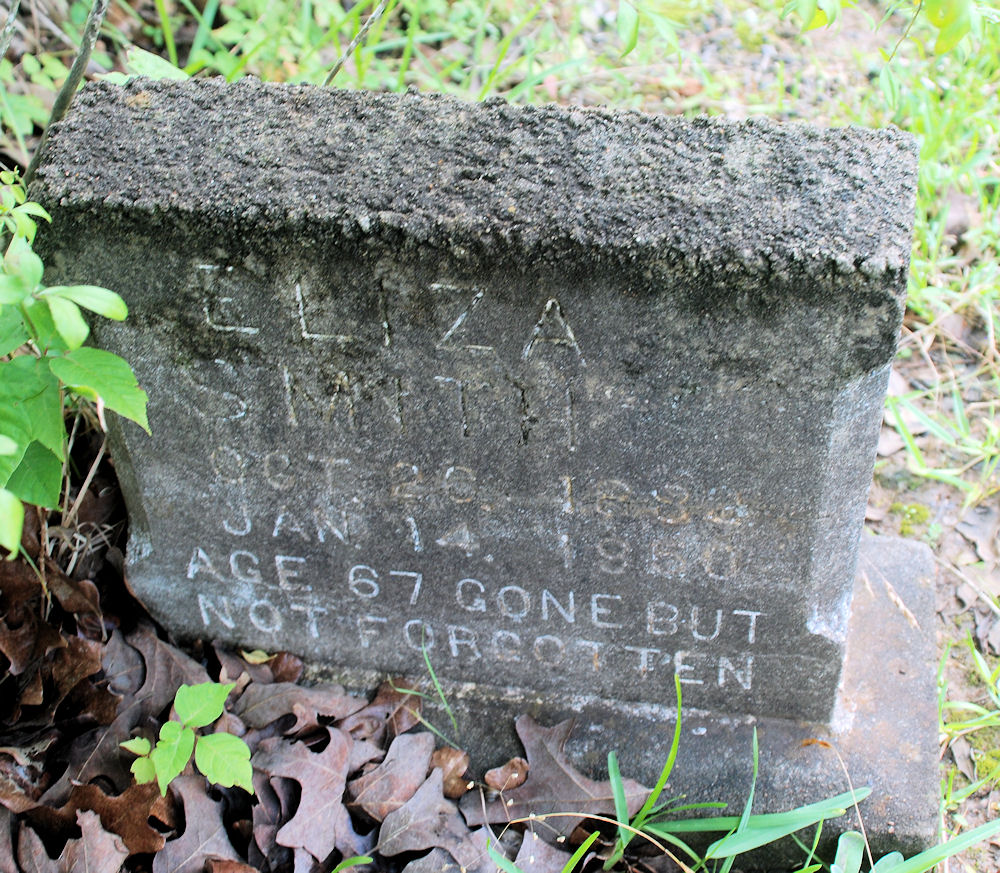 ELIZA
SMITH
OCT.
JAN. 14. 1950
AGE 67 GONE BUT
NOT FORGOTTEN